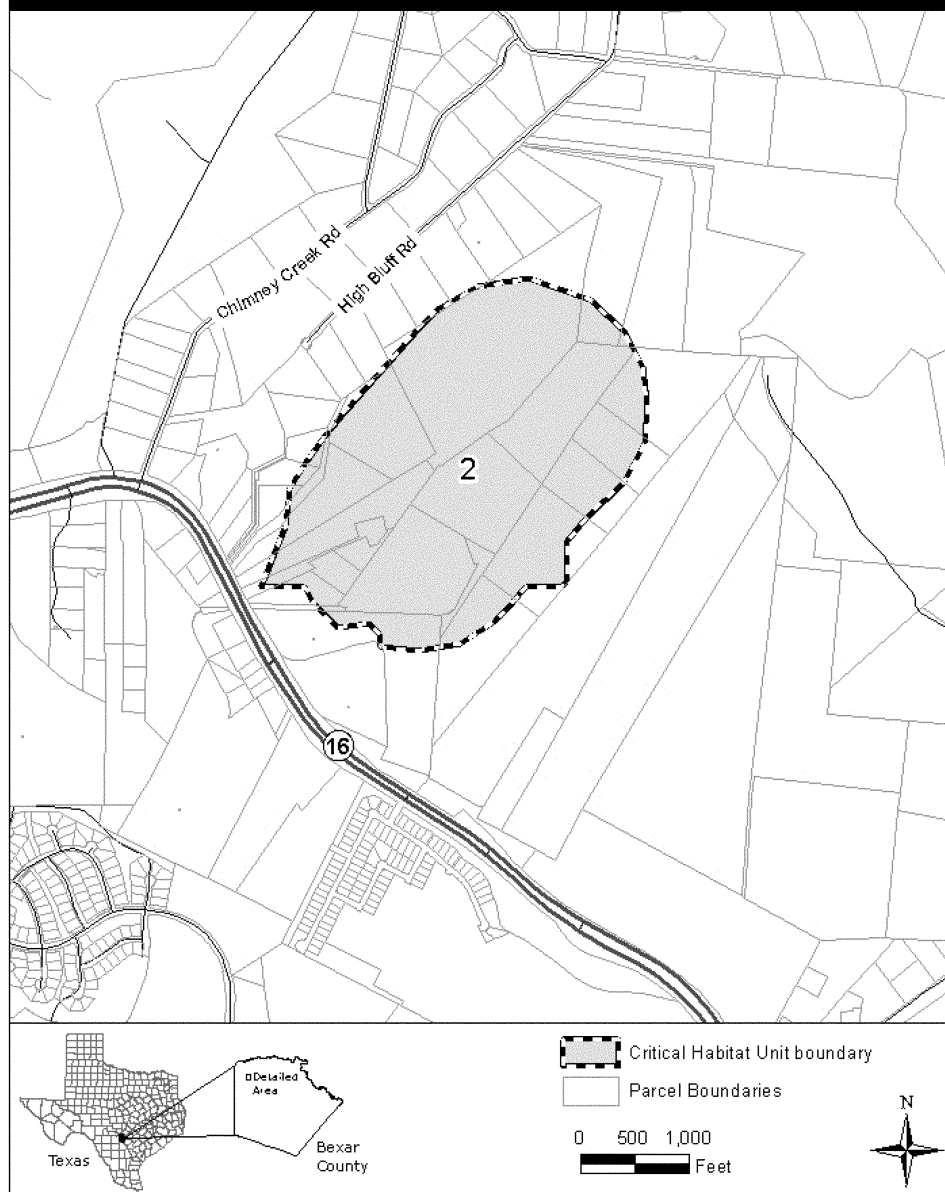 Chimney Creek Rd
High Bluff Rd
2
16
Critical Habitat Unit boundary
Parcel Boundaries
0 500 1,000
Feet
N
Detailed
Area
Texas
Bexar
County